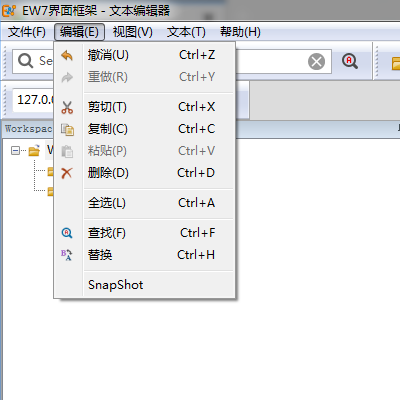 EW7界面框架 - 文本编辑器
文件(F) 编辑(E) 视图(V) 文本(T) 帮助(H)
Se
撤消(U) Ctrl+Z
重做(R) Ctrl+Y
127.0.
剪切(T) Ctrl+X
复制(C) Ctrl+C
Workspac
粘贴(P) Ctrl+V
W
删除(D) Ctrl+D
全选(L) Ctrl+A
查找(F) Ctrl+F
替换 Ctrl+H
SnapShot